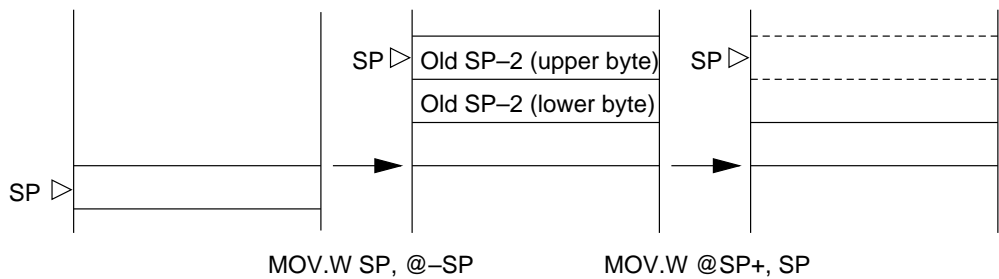 SP
SP Old SP–2 (upper byte)
Old SP–2 (lower byte)
SP
MOV.W SP, @–SP
MOV.W @SP+, SP